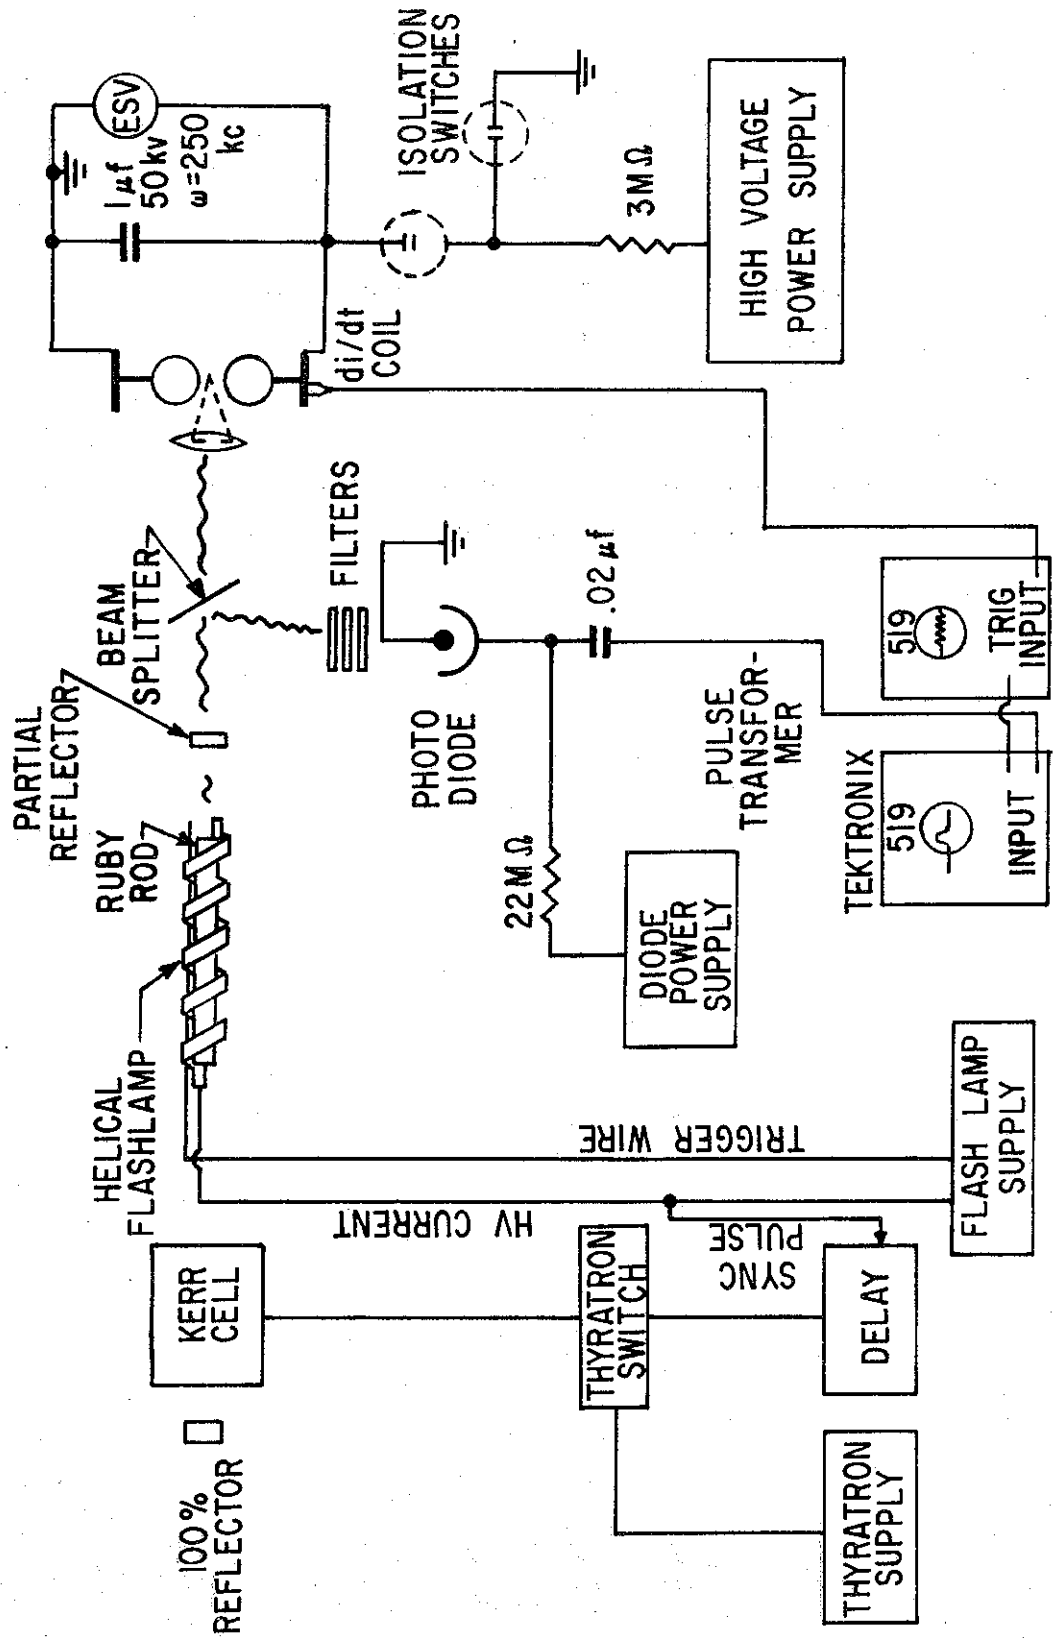 100%
REFLECTOR
KERR
CELL
HELICAL
FLASHLAMP
RUBY
ROD
PARTIAL
REFLECTOR
BEAM
SPLITTER
FILTERS
di/dt
COIL
1μf
50kv
ω=250
kc
ESV
ISOLATION
SWITCHES
3MΩ
HIGH VOLTAGE
POWER SUPPLY
PHOTO
DIODE
.02μf
22MΩ
DIODE
POWER
SUPPLY
PULSE
TRANSFOR-
MER
TEKTRONIX
519
INPUT
519
TRIG
INPUT
TRIGGER WIRE
HV CURRENT
SYNC
PULSE
FLASH LAMP
SUPPLY
THYRATRON
SWITCH
DELAY
THYRATRON
SUPPLY